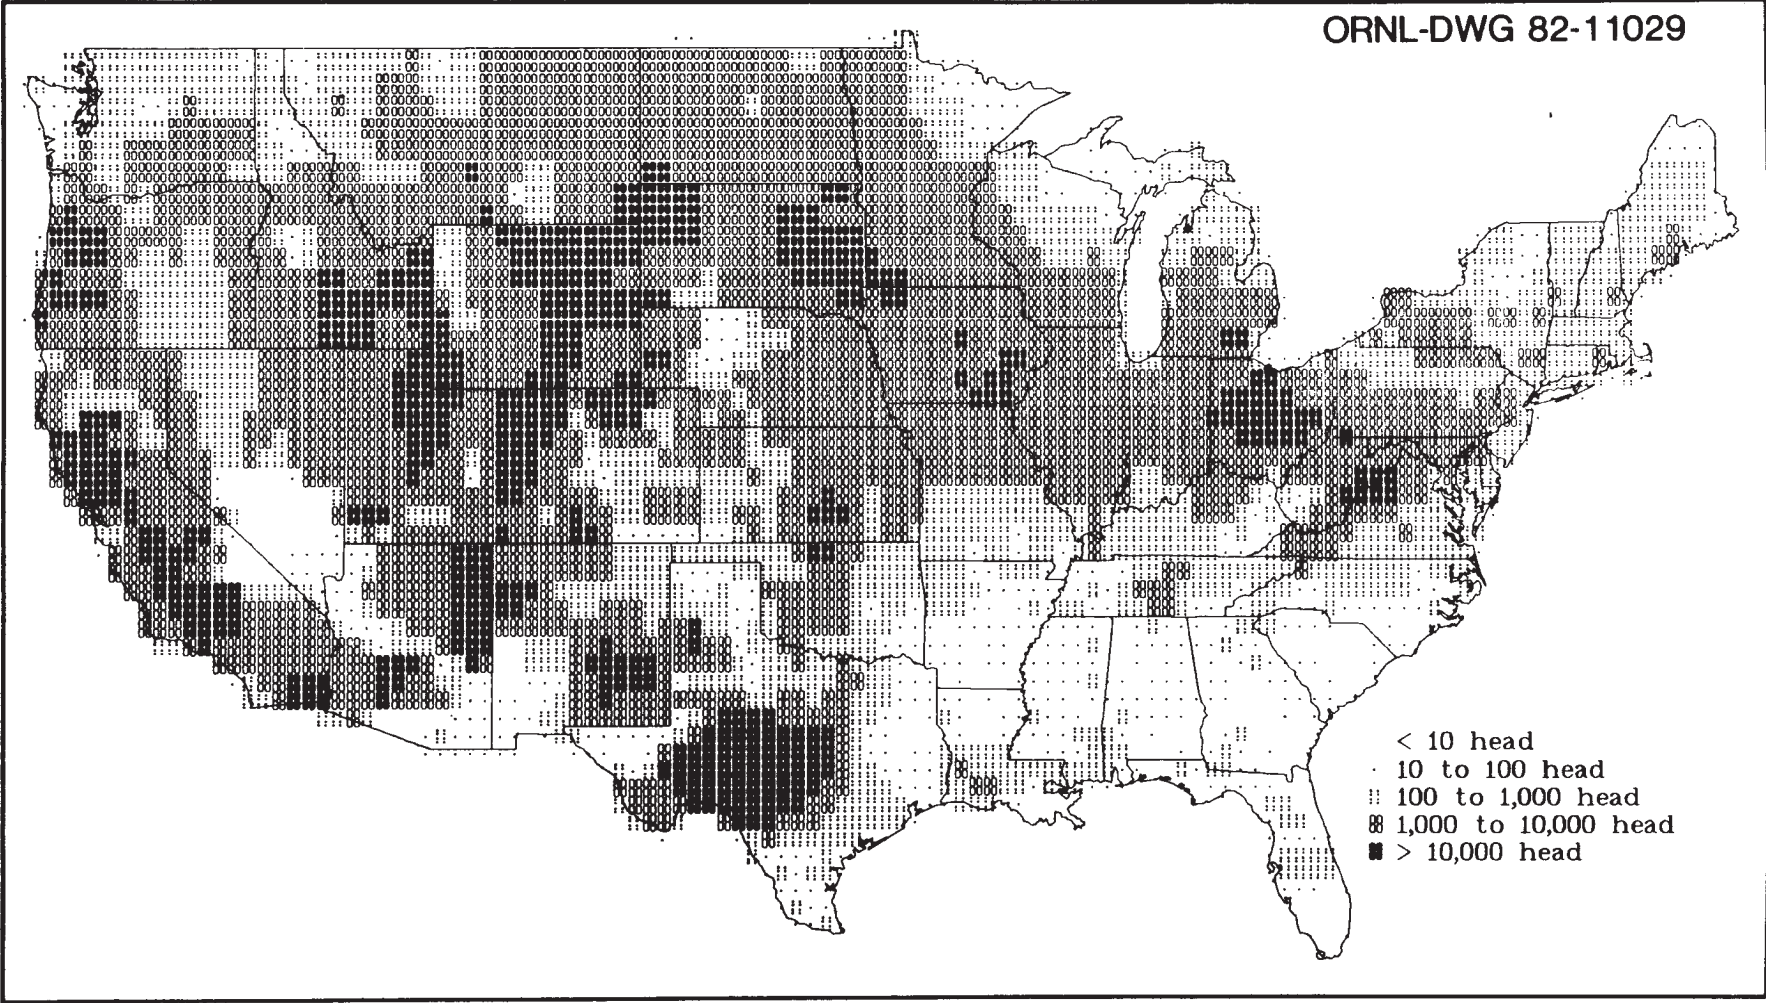 ORNL-DWG 82-11029
< 10 head
10 to 100 head
100 to 1,000 head
1,000 to 10,000 head
> 10,000 head